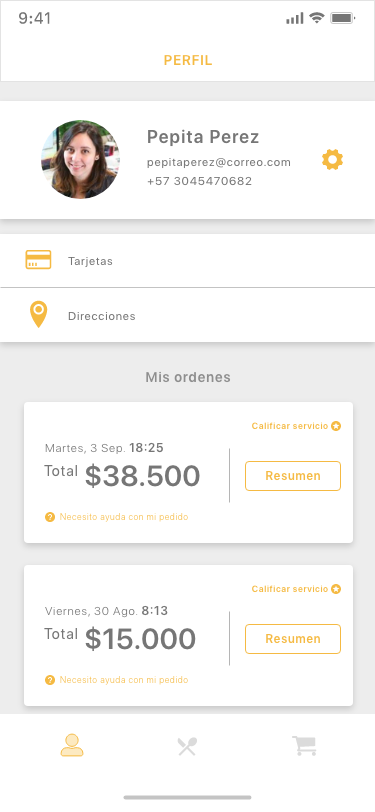 9:41
PERFIL
Pepita Perez
pepitaperez@correo.com
+57 3045470682
Tarjetas
Direcciones
Mis ordenes
Calificar servicio
Martes, 3 Sep. 18:25
Total $38.500
Resumen
Necesito ayuda con mi pedido
Calificar servicio
Viernes, 30 Ago. 8:13
Total $15.000
Resumen
Necesito ayuda con mi pedido